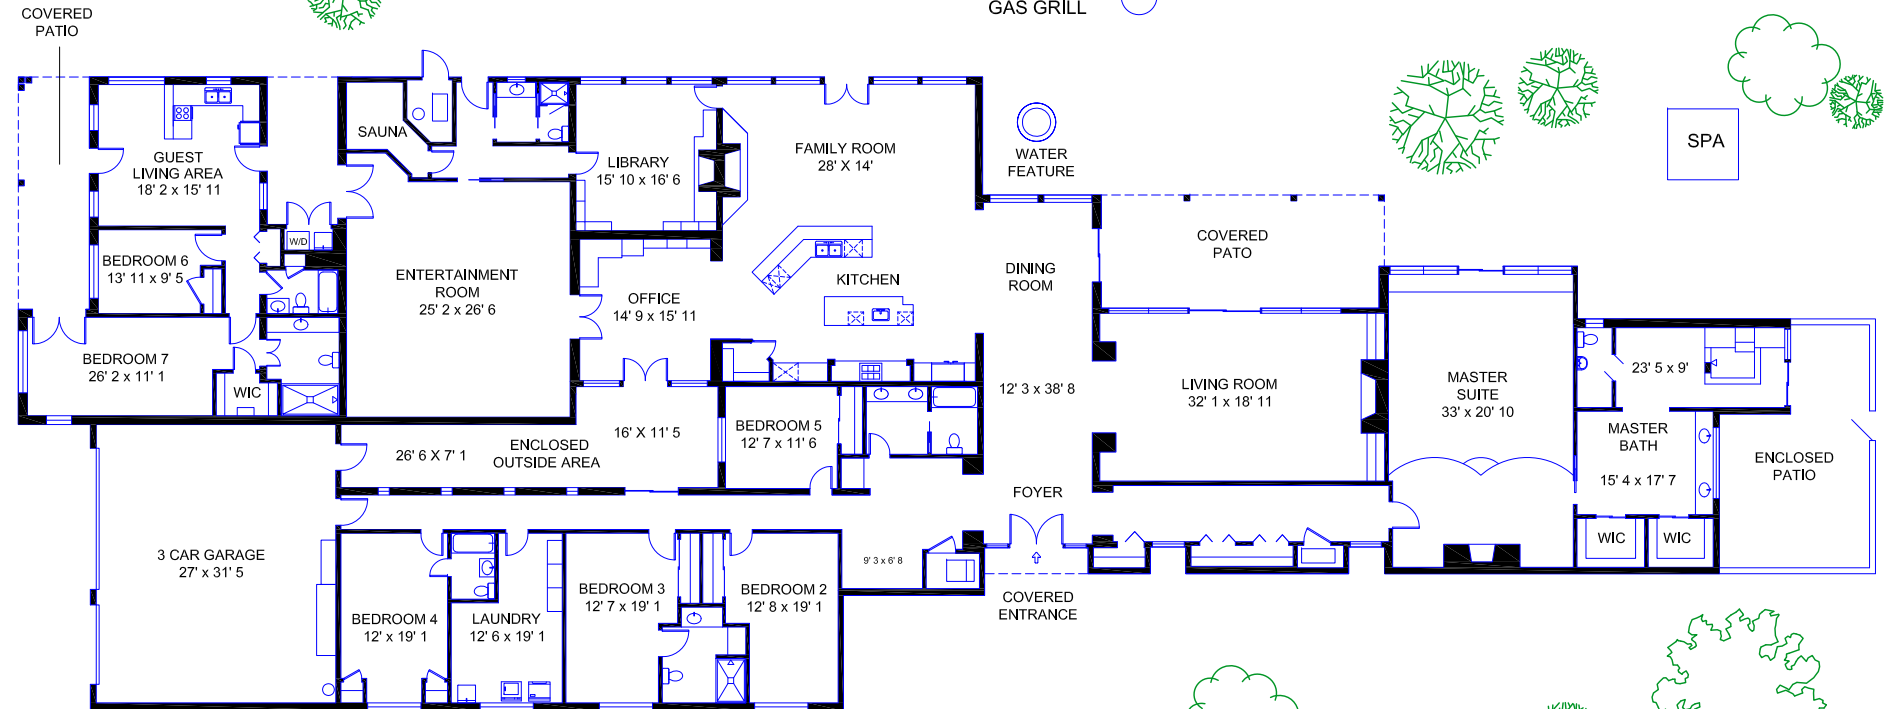 COVERED
PATIO
GAS GRILL
SAUNA
GUEST
LIVING AREA
18' 2 x 15' 11
LIBRARY
15' 10 x 16' 6
FAMILY ROOM
28' X 14'
WATER
FEATURE
SPA
W/D
BEDROOM 6
13' 11 x 9' 5
ENTERTAINMENT
ROOM
25' 2 x 26' 6
OFFICE
14' 9 x 15' 11
KITCHEN
DINING
ROOM
12' 3 x 38' 8
COVERED
PATO
BEDROOM 7
26' 2 x 11' 1
WIC
LIVING ROOM
32' 1 x 18' 11
MASTER
SUITE
33' x 20' 10
23' 5 x 9'
MASTER
BATH
15' 4 x 17' 7
ENCLOSED
PATIO
26' 6 X 7' 1
ENCLOSED
OUTSIDE AREA
16' X 11' 5
BEDROOM 5
12' 7 x 11' 6
FOYER
WIC
WIC
3 CAR GARAGE
27' x 31' 5
9' 3 x 6' 8
BEDROOM 4
12' x 19' 1
LAUNDRY
12' 6 x 19' 1
BEDROOM 3
12' 7 x 19' 1
BEDROOM 2
12' 8 x 19' 1
COVERED
ENTRANCE